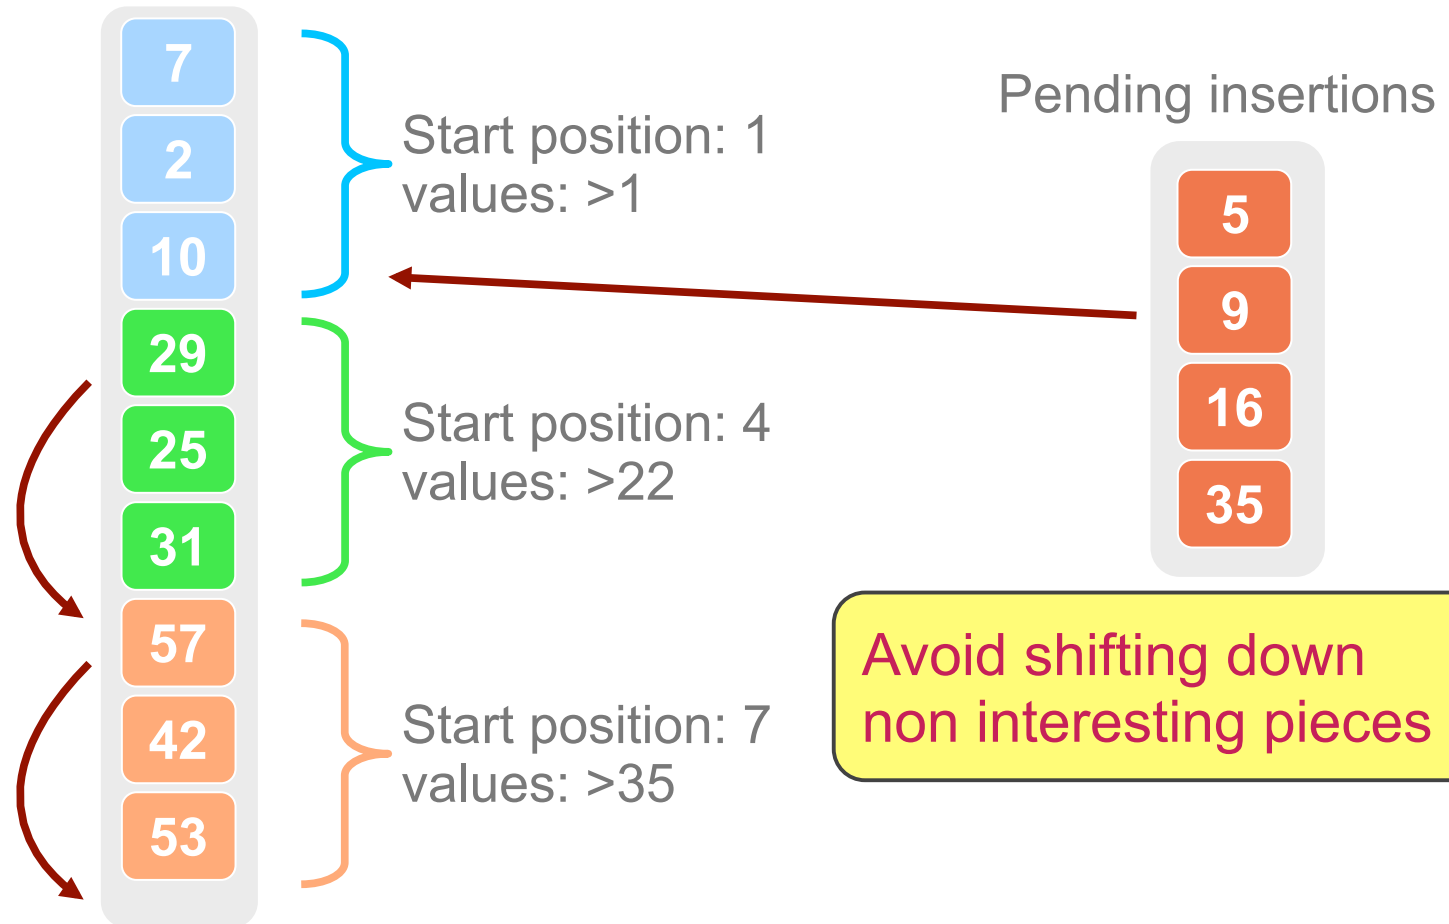 7
2
10
29
25
31
57
42
53
Start position: 1
values: >1
Start position: 4
values: >22
Start position: 7
values: >35
Pending insertions
5
9
16
35
Avoid shifting down
non interesting pieces